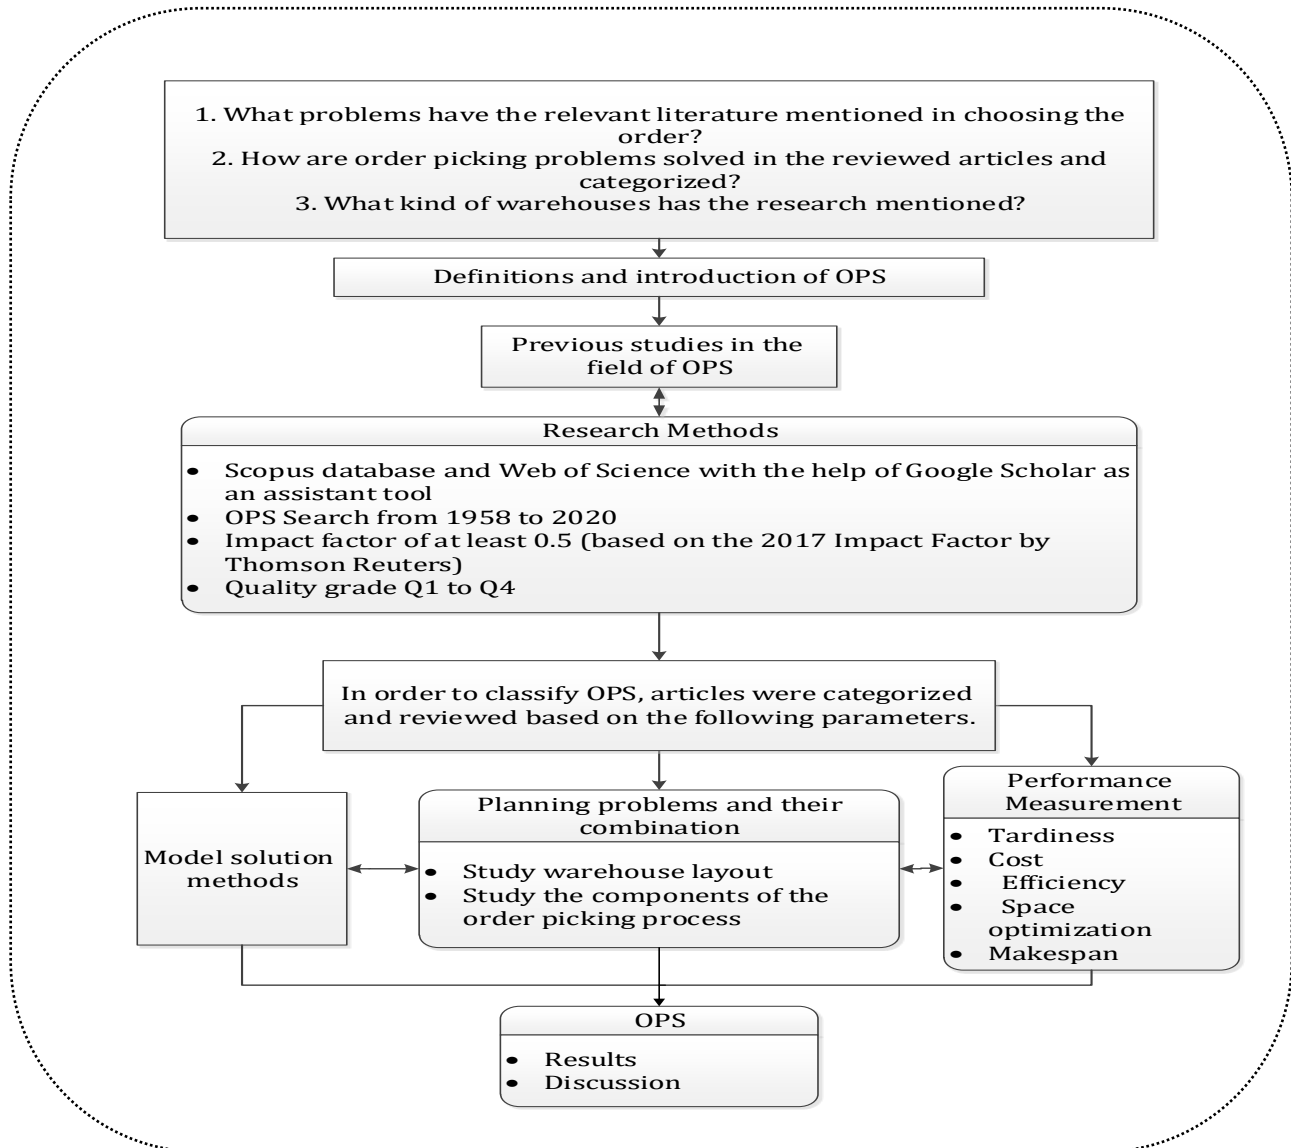 1. What problems have the relevant literature mentioned in choosing the
order?
2. How are order picking problems solved in the reviewed articles and
categorized?
3. What kind of warehouses has the research mentioned?
Definitions and introduction of OPS
Previous studies in the
field of OPS
Research Methods
• Scopus database and Web of Science with the help of Google Scholar as
an assistant tool
• OPS Search from 1958 to 2020
• Impact factor of at least 0.5 (based on the 2017 Impact Factor by
Thomson Reuters)
• Quality grade Q1 to Q4
In order to classify OPS, articles were categorized
and reviewed based on the following parameters.
Model solution
methods
Planning problems and their
combination
• Study warehouse layout
• Study the components of the
order picking process
Performance
Measurement
• Tardiness
• Cost
• Efficiency
• Space
optimization
• Makespan
OPS
• Results
• Discussion